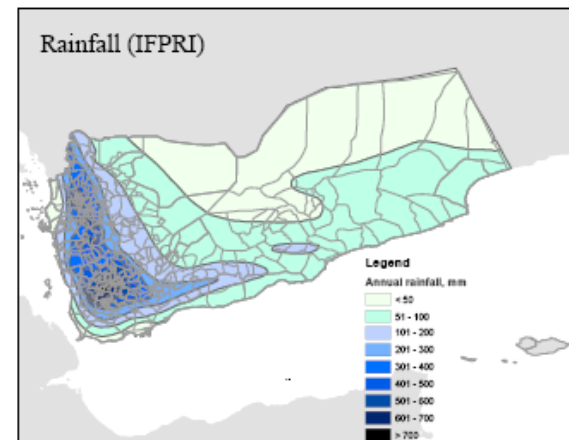 Rainfall (IFPRI)
Legend
Annual rainfall, mm
< 50
51 - 100
101 - 200
201 - 300
301 - 400
401 - 500
501 - 600
601 - 700
> 700